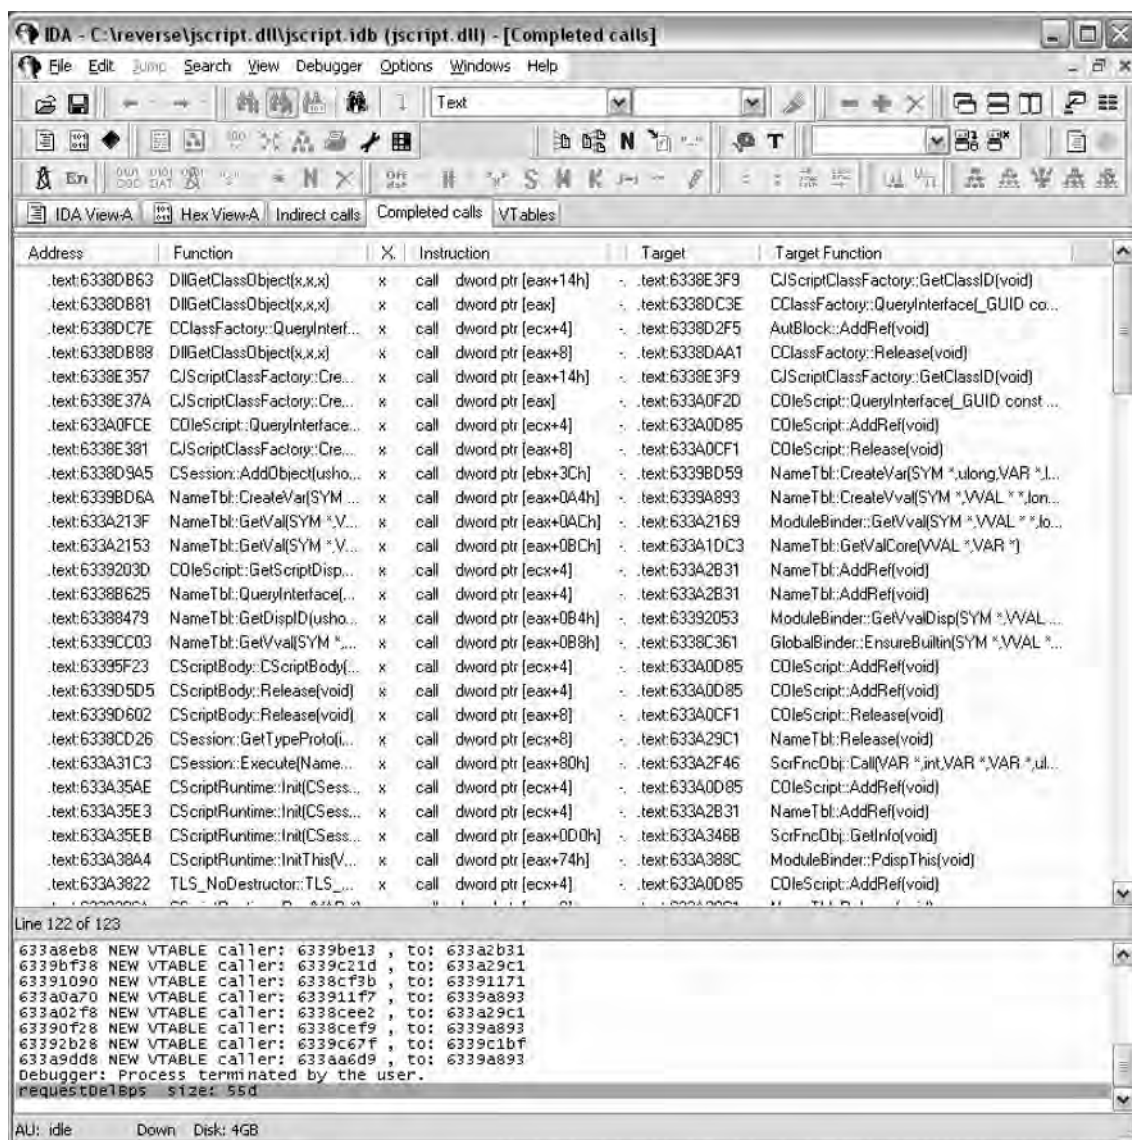 IDA - C:\reverse\jscript.dll\jscript.idb (jscript.dll) - [Completed calls]
File Edit Jump Search View Debugger Options Windows Help
Text
N T
En N S M K
IDA View-A Hex View-A Indirect calls Completed calls VTables
Address Function X. Instruction Target Target Function
.text:6338DB63 DllGetClassObject(x,x,x) x call dword ptr [eax+14h] -. .text:6338E3F9 CJScriptClassFactory::GetClassID(void)
.text:6338DB81 DllGetClassObject(x,x,x) x call dword ptr [eax] -. .text:6338DC3E CClassFactory::QueryInterface(_GUID co...
.text:6338DC7E CClassFactory::QueryInterf... x call dword ptr [ecx+4] -. .text:6338D2F5 AutBlock::AddRef(void)
.text:6338DB88 DllGetClassObject(x,x,x) x call dword ptr [eax+8] -. .text:6338DAA1 CClassFactory::Release(void)
.text:6338E357 CJScriptClassFactory::Cre... x call dword ptr [eax+14h] -. .text:6338E3F9 CJScriptClassFactory::GetClassID(void)
.text:6338E37A CJScriptClassFactory::Cre... x call dword ptr [eax] -. .text:633A0F2D COleScript::QueryInterface(_GUID const ...
.text:633A0FCE COleScript::QueryInterface... x call dword ptr [ecx+4] -. .text:633A0D85 COleScript::AddRef(void)
.text:6338E381 CJScriptClassFactory::Cre... x call dword ptr [eax+8] -. .text:633A0CF1 COleScript::Release(void)
.text:6338D9A5 CSession::AddObject(usho... x call dword ptr [ebx+3Ch] -. .text:6339BD59 NameTbl::CreateVar(SYM *,ulong,VAR *,l...
.text:6339BD6A NameTbl::CreateVar(SYM ... x call dword ptr [eax+0A4h] -. .text:6339A893 NameTbl::CreateVval(SYM *,VVAL * *,lon...
.text:633A213F NameTbl::GetVal(SYM *,V... x call dword ptr [eax+0ACh] -. .text:633A2169 ModuleBinder::GetVval(SYM *,VVAL * *,lo...
.text:633A2153 NameTbl::GetVal(SYM *,V... x call dword ptr [eax+0BCh] -. .text:633A1DC3 NameTbl::GetValCore(VVAL *,VAR *)
.text:6339203D COleScript::GetScriptDisp... x call dword ptr [ecx+4] -. .text:633A2B31 NameTbl::AddRef(void)
.text:6338B625 NameTbl::QueryInterface(... x call dword ptr [ecx+4] -. .text:633A2B31 NameTbl::AddRef(void)
.text:63388479 NameTbl::GetDispID(usho... x call dword ptr [eax+0B4h] -. .text:63392053 ModuleBinder::GetVvalDisp(SYM *,VVAL ...
.text:6339CC03 NameTbl::GetVval(SYM *,... x call dword ptr [eax+0B8h] -. .text:6338C361 GlobalBinder::EnsureBuiltin(SYM *,VVAL *...
.text:63395F23 CScriptBody::CScriptBody(... x call dword ptr [ecx+4] -. .text:633A0D85 COleScript::AddRef(void)
.text:6339D5D5 CScriptBody::Release(void) x call dword ptr [eax+4] -. .text:633A0D85 COleScript::AddRef(void)
.text:6339D602 CScriptBody::Release(void) x call dword ptr [eax+8] -. .text:633A0CF1 COleScript::Release(void)
.text:6338CD26 CSession::GetTypeProto(i... x call dword ptr [ecx+8] -. .text:633A29C1 NameTbl::Release(void)
.text:633A31C3 CSession::Execute(Name... x call dword ptr [eax+80h] -. .text:633A2F46 ScrFncObj::Call(VAR *,int,VAR *,VAR *,ul...
.text:633A35AE CScriptRuntime::Init(CSess... x call dword ptr [ecx+4] -. .text:633A0D85 COleScript::AddRef(void)
.text:633A35E3 CScriptRuntime::Init(CSess... x call dword ptr [ecx+4] -. .text:633A2B31 NameTbl::AddRef(void)
.text:633A35EB CScriptRuntime::Init(CSess... x call dword ptr [eax+0D0h] -. .text:633A346B ScrFncObj::GetInfo(void)
.text:633A38A4 CScriptRuntime::InitThis(V... x call dword ptr [eax+74h] -. .text:633A388C ModuleBinder::PdispThis(void)
.text:633A3822 TLS_NoDestructor::TLS_... x call dword ptr [ecx+4] -. .text:633A0D85 COleScript::AddRef(void)
Line 122 of 123
633a8eb8 NEW VTABLE caller: 6339be13 , to: 633a2b31
6339bf38 NEW VTABLE caller: 6339c21d , to: 633a29c1
63391090 NEW VTABLE caller: 6338cf3b , to: 63391171
633a0a70 NEW VTABLE caller: 633911f7 , to: 6339a893
633a02f8 NEW VTABLE caller: 6338cee2 , to: 633a29c1
63390f28 NEW VTABLE caller: 6338cef9 , to: 6339a893
63392b28 NEW VTABLE caller: 6339c67f , to: 6339c1bf
633a9dd8 NEW VTABLE caller: 633aa6d9 , to: 6339a893
Debugger: Process terminated by the user.
requestDelBps size: 55d
AU: idle Down Disk: 4GB